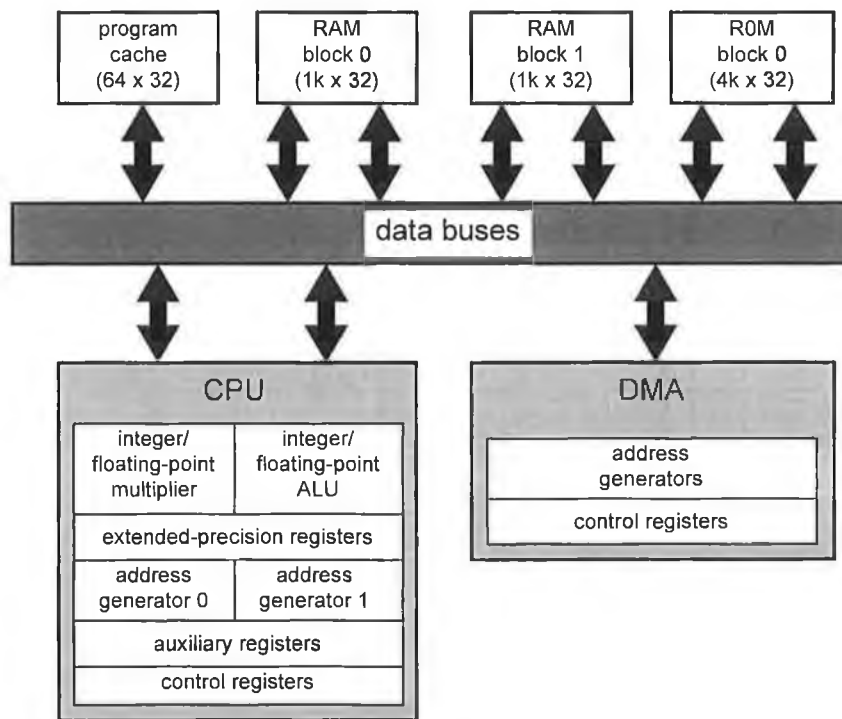 program
cache
(64 x 32)
RAM
block 0
(1k x 32)
RAM
block 1
(1k x 32)
R0M
block 0
(4k x 32)
data buses
CPU
integer/
floating-point
multiplier
integer/
floating-point
ALU
extended-precision registers
address
generator 0
address
generator 1
auxiliary registers
control registers
DMA
address
generators
control registers